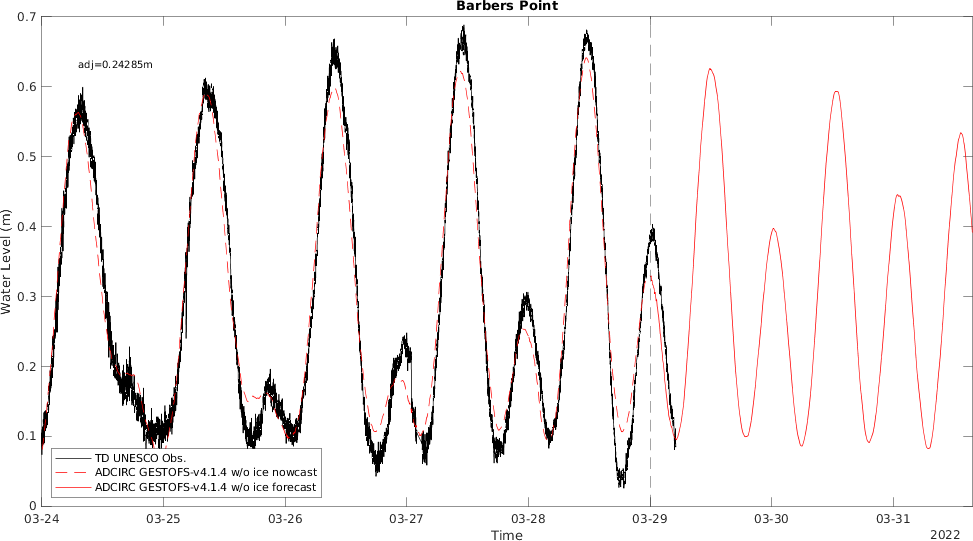 Barbers Point
0.7
0.6
0.5
0.4
0.3
0.2
0.1
0
Water Level (m)
adj=0.24285m
TD UNESCO Obs.
ADCIRC GESTOFS-v4.1.4 w/o ice nowcast
ADCIRC GESTOFS-v4.1.4 w/o ice forecast
03-24 03-25 03-26 03-27 03-28 03-29 03-30 03-31
Time
2022